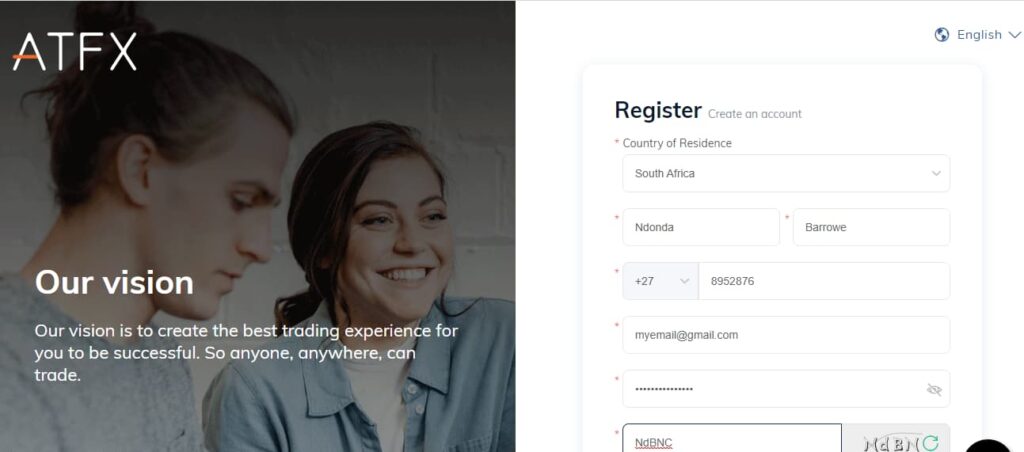 ATFX
Our vision
Our vision is to create the best trading experience for
you to be successful. So anyone, anywhere, can
trade.
English
Register Create an account
* Country of Residence
South Africa
* Ndonda * Barrowe
* +27 8952876
* myemail@gmail.com
* •••••••••••••••
* NdBNC NdBN